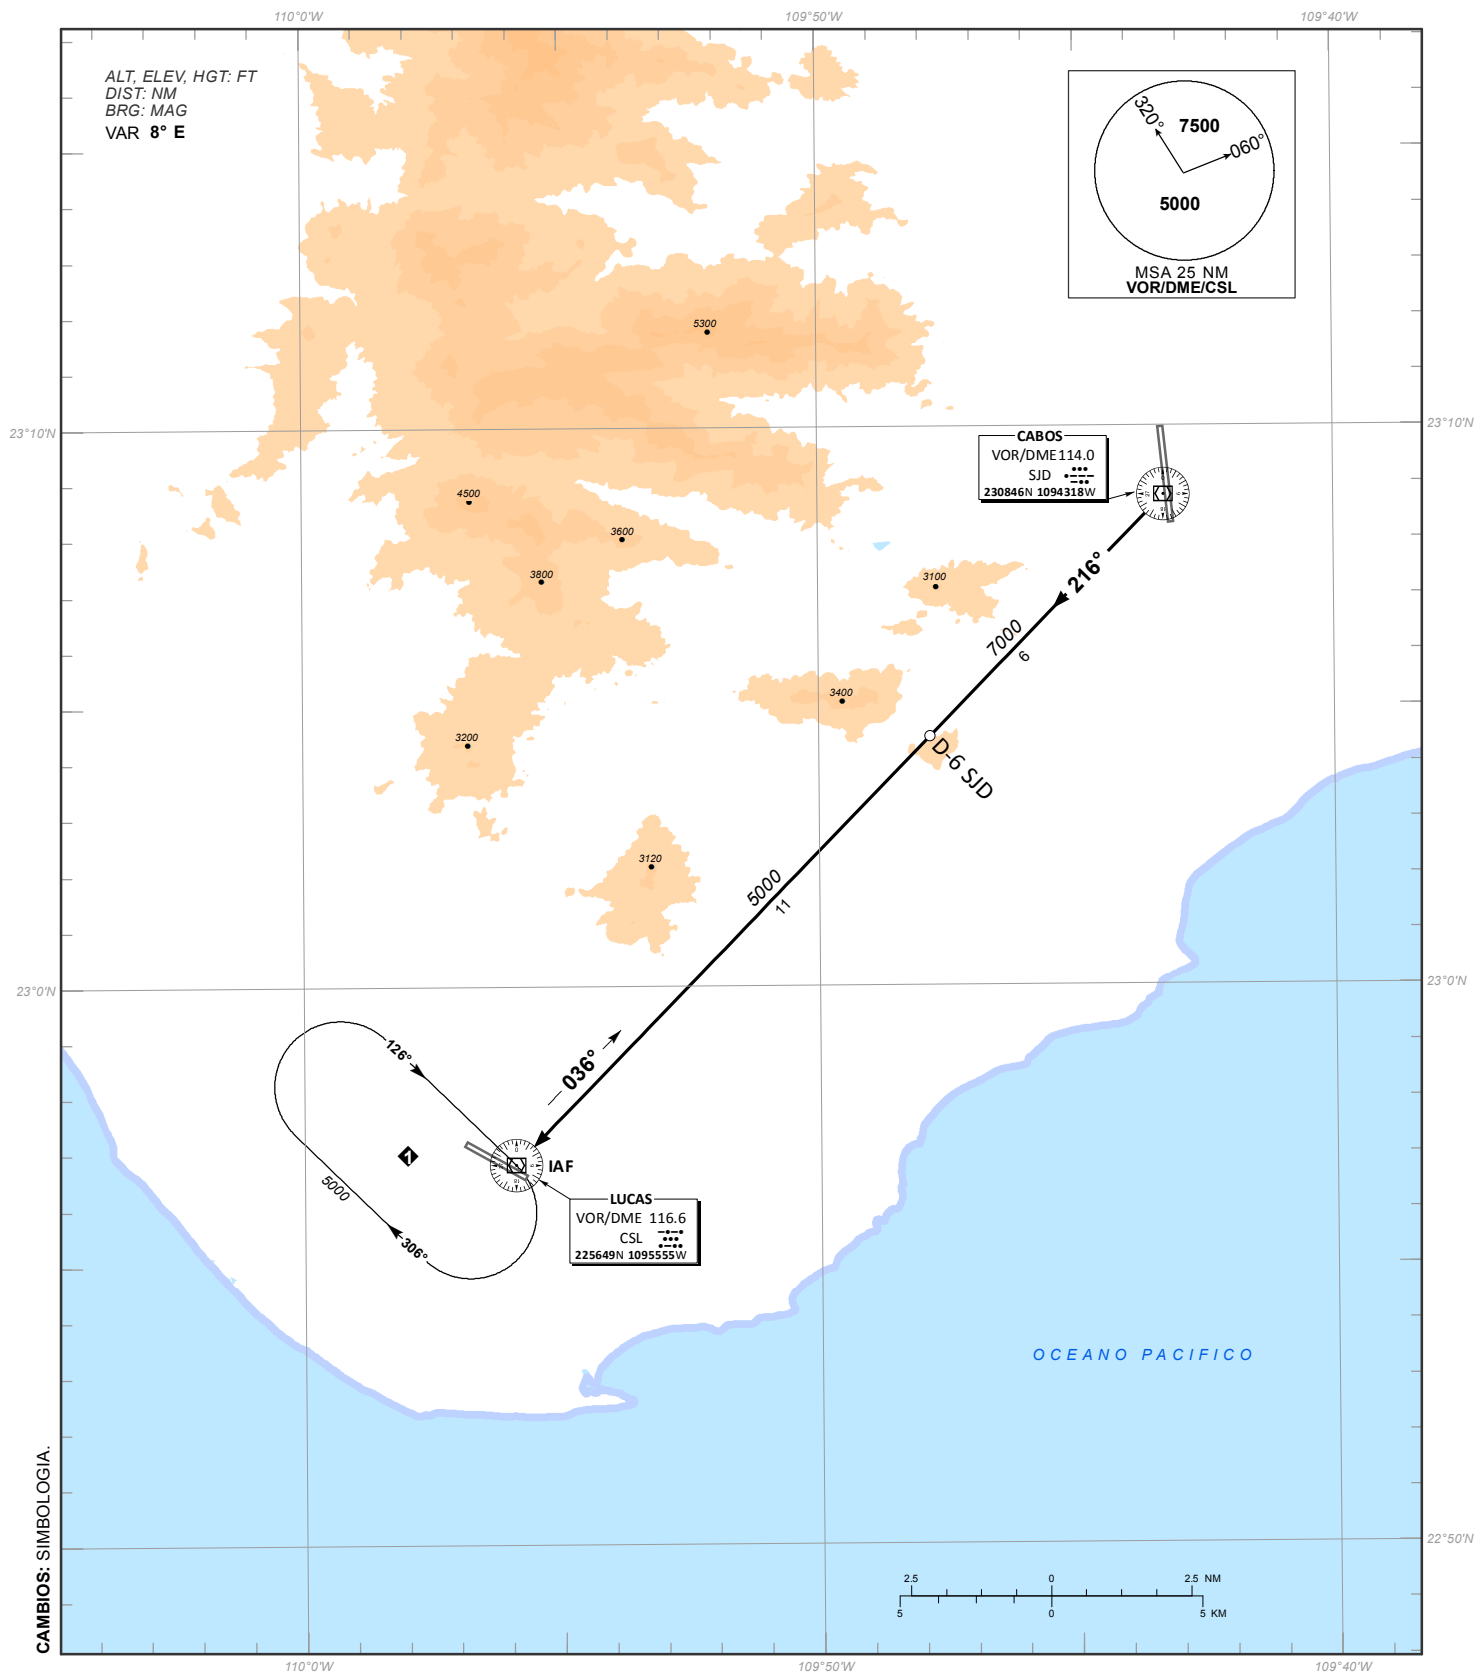 110°0'W
109°50'W
109°40'W
ALT, ELEV, HGT: FT
DIST: NM
BRG: MAG
VAR 8° E
320°
7500
060°
5000
MSA 25 NM
VOR/DME/CSL
5300
23°10'N
23°10'N
CABOS
VOR/DME 114.0
SJD
230846N 1094318W
4500
3600
3800
216°
3100
7000
6
3400
3200
D-6 SJD
3120
5000
11
23°0'N
23°0'N
126°
036°
1
IAF
5000
306°
LUCAS
VOR/DME 116.6
CSL
225649N 1095555W
OCEANO PACIFICO
CAMBIOS: SIMBOLOGIA.
22°50'N
2.5 0 2.5 NM
5 0 5 KM
110°0'W
109°50'W
109°40'W